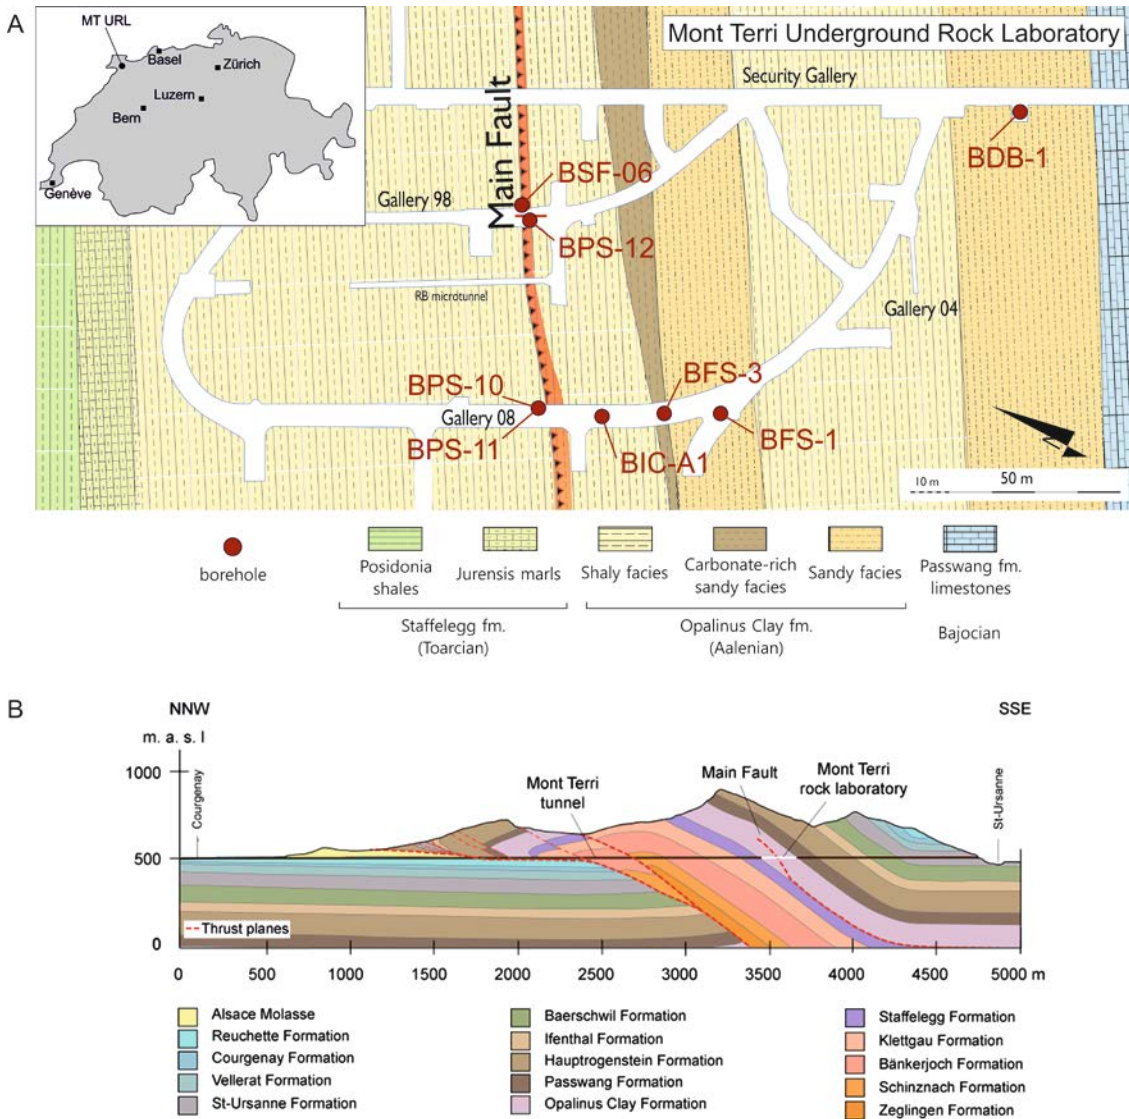 A
MT URL
Basel
Zürich
Luzern
Bern
Genève
Mont Terri Underground Rock Laboratory
Security Gallery
Main Fault
BDB-1
BSF-06
Gallery 98
BPS-12
RB microtunnel
Gallery 04
BPS-10
BFS-3
Gallery 08
BPS-11
BIC-A1
BFS-1
N
10 m
50 m
borehole
Posidonia
shales
Jurensis marls
Shaly facies
Carbonate-rich
sandy facies
Sandy facies
Passwang fm.
limestones
Staffelegg fm.
(Toarcian)
Opalinus Clay fm.
(Aalenian)
Bajocian
B
NNW
SSE
m. a. s. l
1000
500
0
Courgenay
Mont Terri
tunnel
Main Fault
Mont Terri
rock laboratory
St-Ursanne
Thrust planes
0 500 1000 1500 2000 2500 3000 3500 4000 4500 5000 m
Alsace Molasse
Reuchette Formation
Courgenay Formation
Vellerat Formation
St-Ursanne Formation
Baerschwil Formation
Ifenthal Formation
Hauptrogenstein Formation
Passwang Formation
Opalinus Clay Formation
Staffelegg Formation
Klettgau Formation
Bänkerjoch Formation
Schinznach Formation
Zeglingen Formation